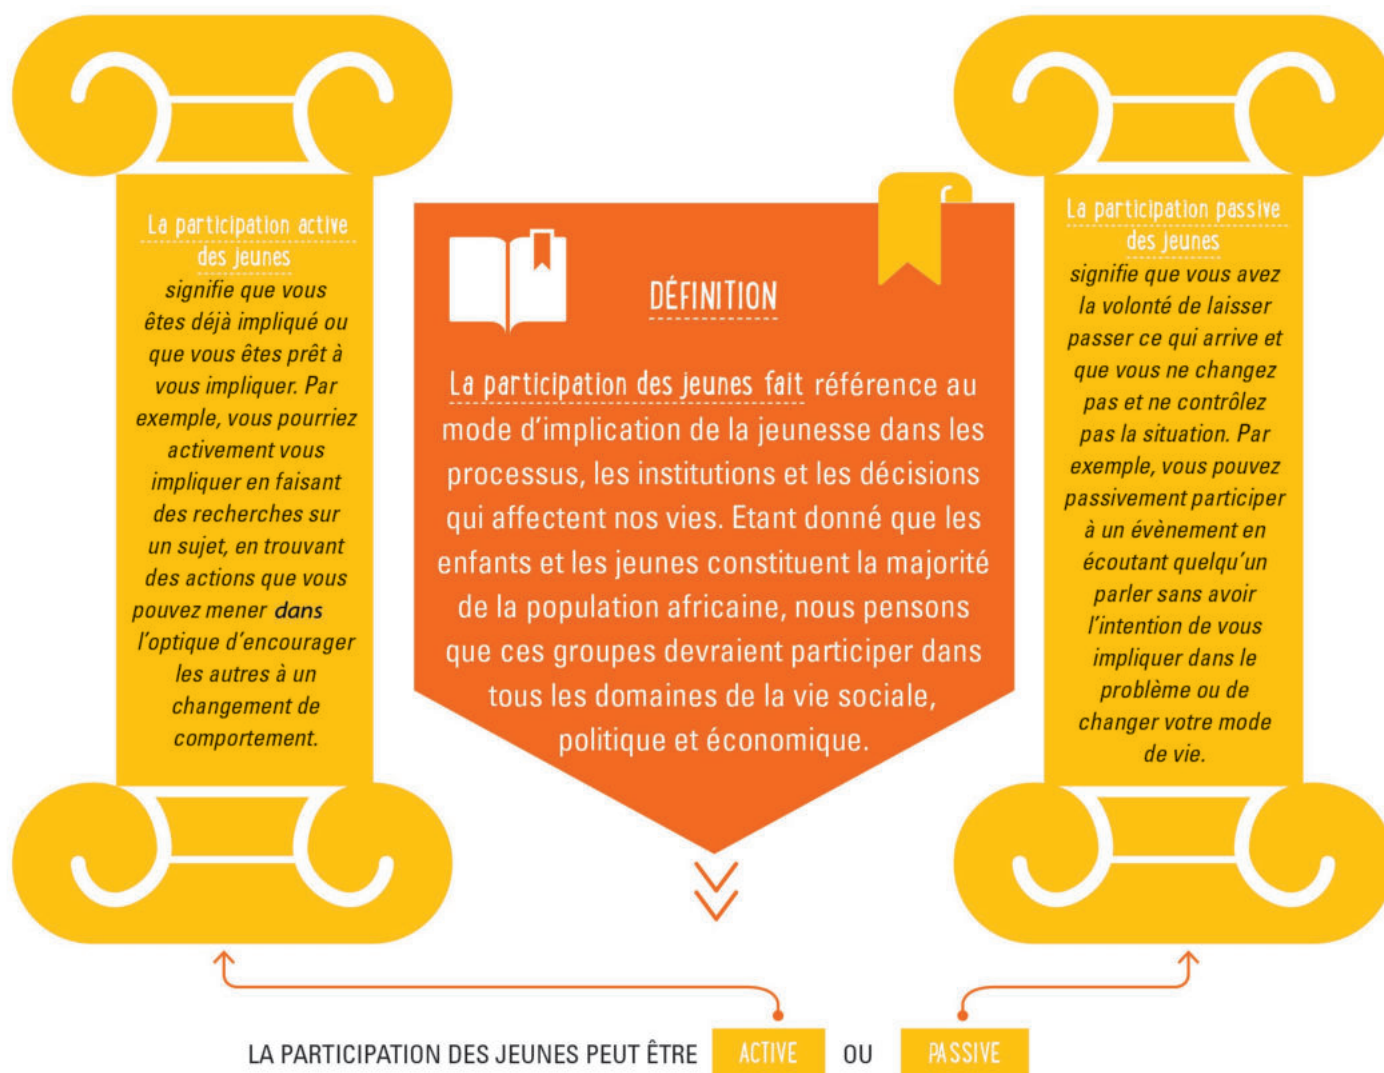 La participation active
des jeunes
signifie que vous
êtes déjà impliqué ou
que vous êtes prêt à
vous impliquer. Par
exemple, vous pourriez
activement vous
impliquer en faisant
des recherches sur
un sujet, en trouvant
des actions que vous
pouvez mener dans
l'optique d'encourager
les autres à un
changement de
comportement.
DÉFINITION
La participation des jeunes fait référence au
mode d'implication de la jeunesse dans les
processus, les institutions et les décisions
qui affectent nos vies. Etant donné que les
enfants et les jeunes constituent la majorité
de la population africaine, nous pensons
que ces groupes devraient participer dans
tous les domaines de la vie sociale,
politique et économique.
La participation passive
des jeunes
signifie que vous avez
la volonté de laisser
passer ce qui arrive et
que vous ne changez
pas et ne contrôlez
pas la situation. Par
exemple, vous pouvez
passivement participer
à un évènement en
écoutant quelqu'un
parler sans avoir
l'intention de vous
impliquer dans le
problème ou de
changer votre mode
de vie.
LA PARTICIPATION DES JEUNES PEUT ÊTRE ACTIVE OU PASSIVE